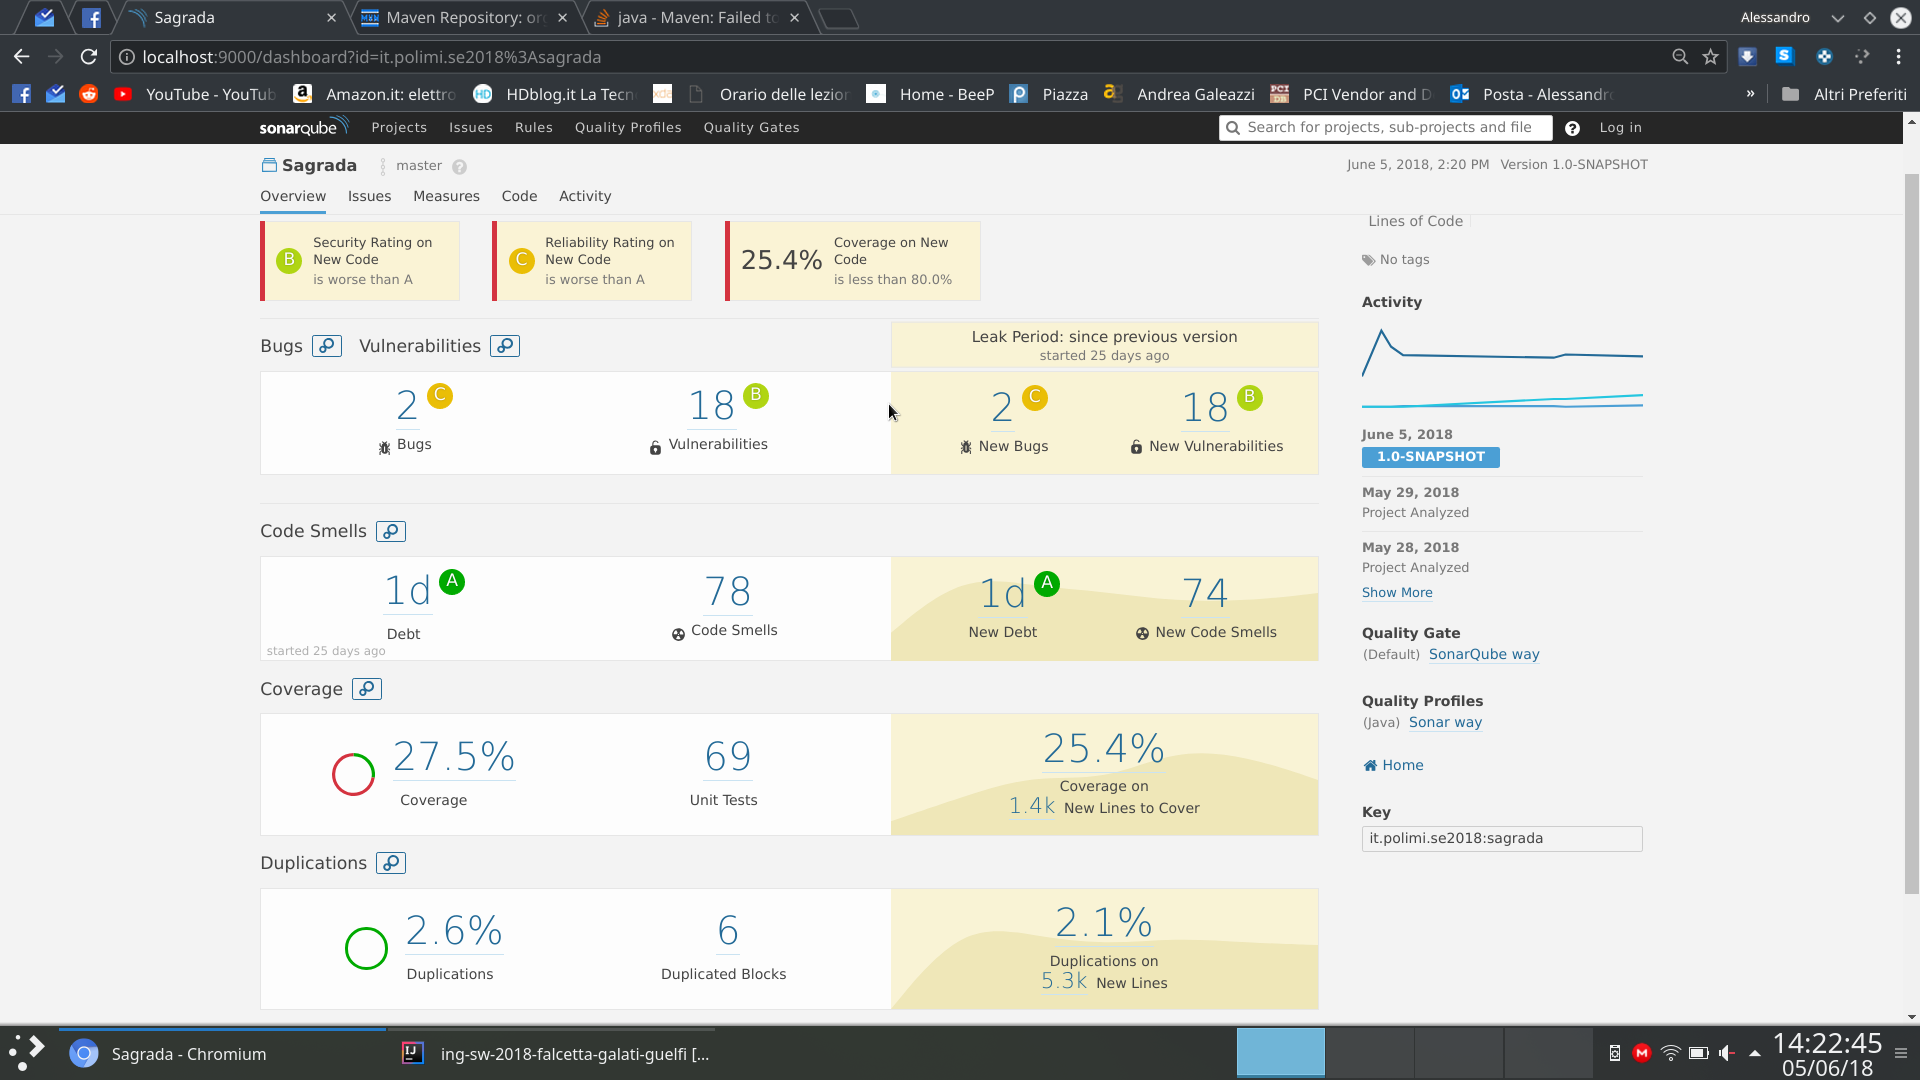 Sagrada
Maven Repository: or
java - Maven: Failed to
Alessandro
localhost:9000/dashboard?id=it.polimi.se2018%3Asagrada
YouTube - YouTub
Amazon.it: elettro
HDblog.it La Tecn
Orario delle lezior
Home - BeeP
Piazza
Andrea Galeazzi
PCI Vendor and D
Posta - Alessandro
»
Altri Preferiti
sonarqube
Projects
Issues
Rules
Quality Profiles
Quality Gates
Search for projects, sub-projects and file
Log in
Sagrada
master
June 5, 2018, 2:20 PM Version 1.0-SNAPSHOT
Overview
Issues
Measures
Code
Activity
B
Security Rating on
New Code
is worse than A
C
Reliability Rating on
New Code
is worse than A
25.4%
Coverage on New
Code
is less than 80.0%
Bugs
Vulnerabilities
Leak Period: since previous version
started 25 days ago
2 C
Bugs
18 B
Vulnerabilities
2 C
New Bugs
18 B
New Vulnerabilities
Code Smells
1d A
Debt
started 25 days ago
78
Code Smells
1d A
New Debt
74
New Code Smells
Coverage
27.5%
Coverage
69
Unit Tests
25.4%
Coverage on
1.4k New Lines to Cover
Duplications
2.6%
Duplications
6
Duplicated Blocks
2.1%
Duplications on
5.3k New Lines
Lines of Code
No tags
Activity
June 5, 2018
1.0-SNAPSHOT
May 29, 2018
Project Analyzed
May 28, 2018
Project Analyzed
Show More
Quality Gate
(Default) SonarQube way
Quality Profiles
(Java) Sonar way
Home
Key
it.polimi.se2018:sagrada
Sagrada - Chromium
ing-sw-2018-falcetta-galati-guelfi [...
14:22:45
05/06/18